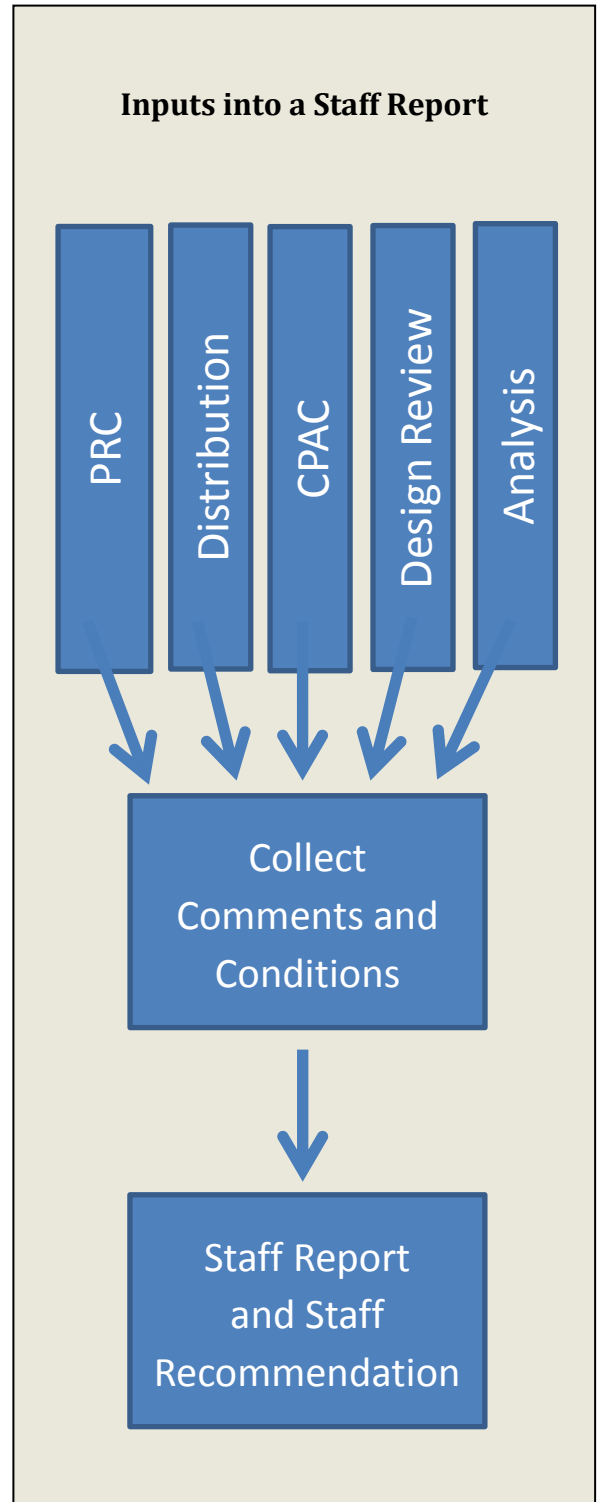 Inputs into a Staff Report
PRC
Distribution
CPAC
Design Review
Analysis
Collect
Comments and
Conditions
Staff Report
and Staff
Recommendation